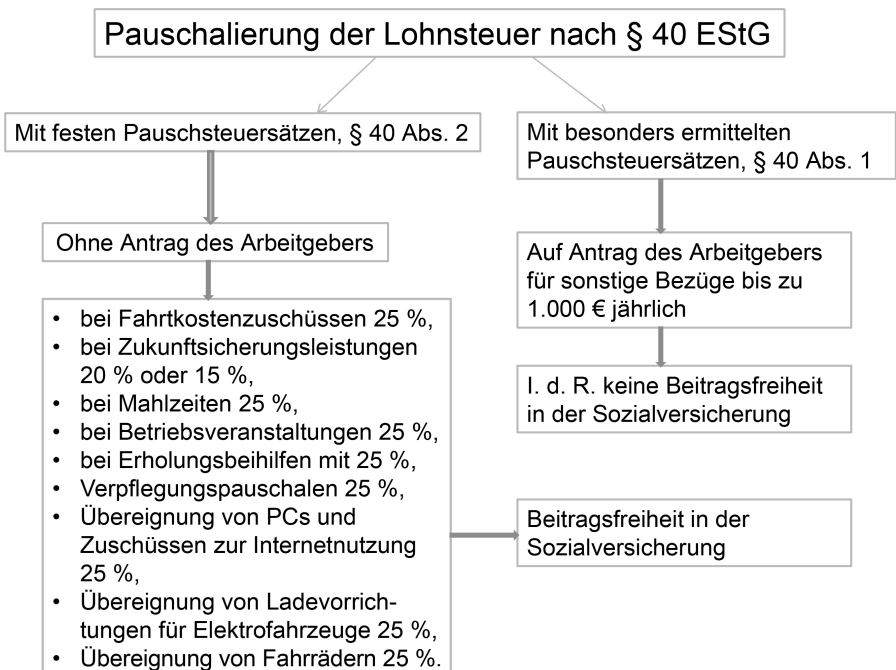 Pauschalierung der Lohnsteuer nach § 40 EStG
Mit festen Pauschsteuersätzen, § 40 Abs. 2
Ohne Antrag des Arbeitgebers
• bei Fahrtkostenzuschüssen 25 %,
• bei Zukunftsicherungsleistungen
20 % oder 15 %,
• bei Mahlzeiten 25 %,
• bei Betriebsveranstaltungen 25 %,
• bei Erholungsbeihilfen mit 25 %,
• Verpflegungspauschalen 25 %,
• Übereignung von PCs und
Zuschüssen zur Internetnutzung
25 %,
• Übereignung von Ladevorrich-
tungen für Elektrofahrzeuge 25 %,
• Übereignung von Fahrrädern 25 %.
Mit besonders ermittelten
Pauschsteuersätzen, § 40 Abs. 1
Auf Antrag des Arbeitgebers
für sonstige Bezüge bis zu
1.000 € jährlich
I. d. R. keine Beitragsfreiheit
in der Sozialversicherung
Beitragsfreiheit in der
Sozialversicherung